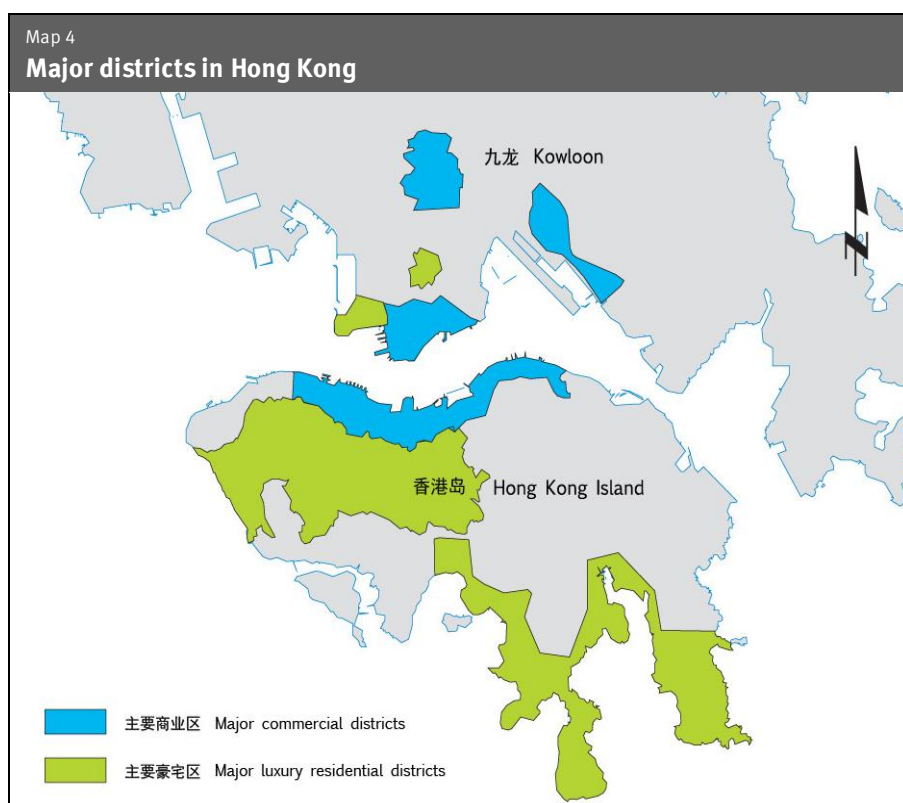 Map 4
Major districts in Hong Kong
九龙 Kowloon
香港岛 Hong Kong Island
主要商业区 Major commercial districts
主要豪宅区 Major luxury residential districts